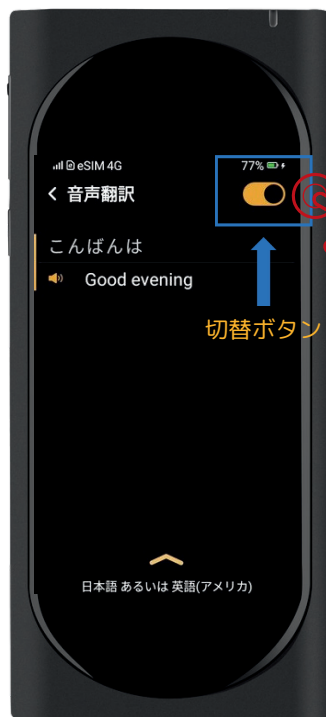 eSIM 4G 77%
音声翻訳
こんばんは
Good evening
切替ボタン
日本語 あるいは 英語(アメリカ)